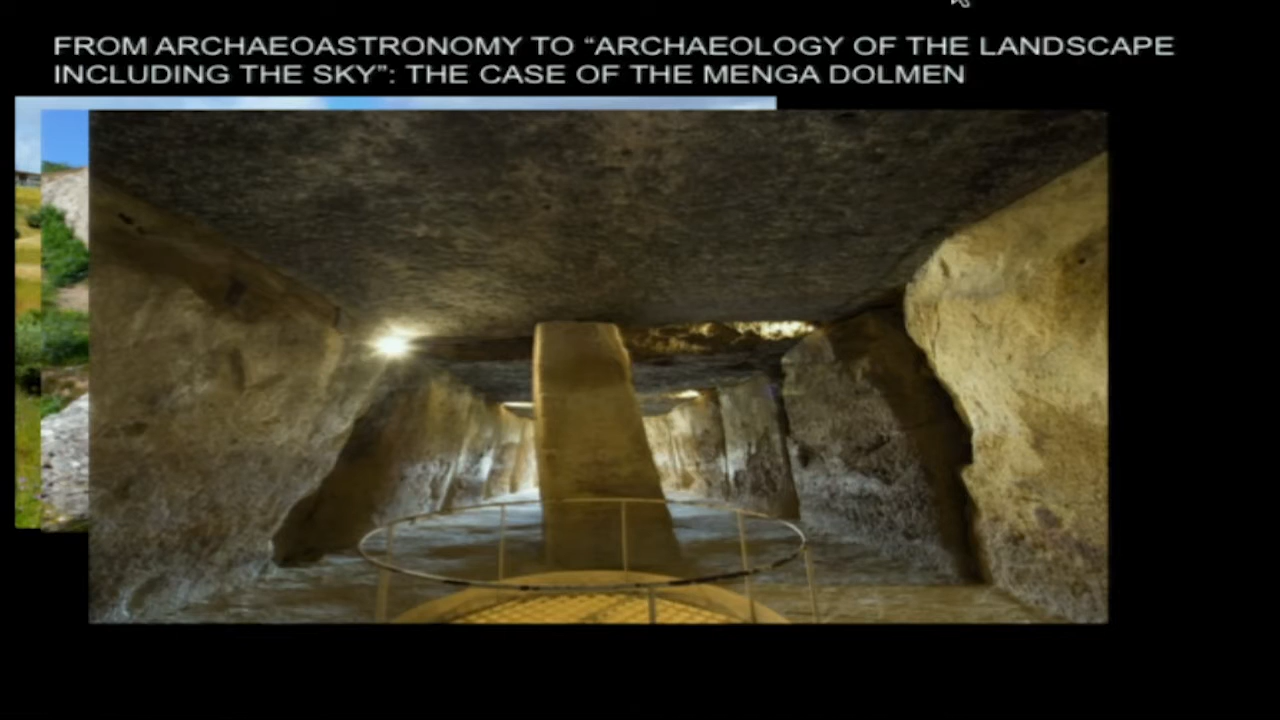 FROM ARCHAEOASTRONOMY TO “ARCHAEOLOGY OF THE LANDSCAPE
INCLUDING THE SKY”: THE CASE OF THE MENGA DOLMEN